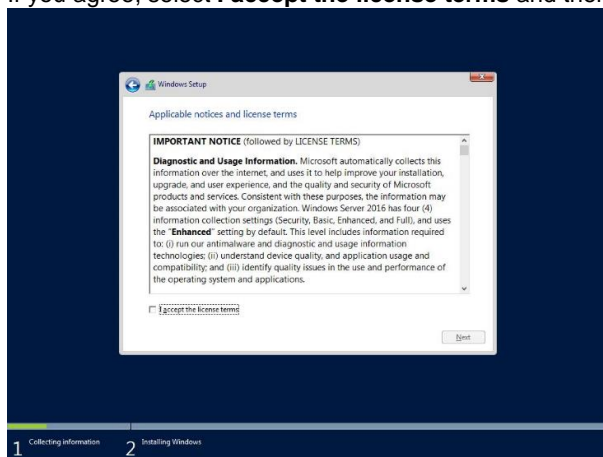 If you agree, select I accept the license terms and then
Windows Setup
Applicable notices and license terms
IMPORTANT NOTICE (followed by LICENSE TERMS)
Diagnostic and Usage Information. Microsoft automatically collects this
information over the internet, and uses it to help improve your installation,
upgrade, and user experience, and the quality and security of Microsoft
products and services. Consistent with these purposes, the information may
be associated with your organization. Windows Server 2016 has four (4)
information collection settings (Security, Basic, Enhanced, and Full), and uses
the "Enhanced" setting by default. This level includes information required
to: (i) run our antimalware and diagnostic and usage information
technologies; (ii) understand device quality, and application usage and
compatibility; and (iii) identify quality issues in the use and performance of
the operating system and applications.
I accept the license terms
Next
1 Collecting information 2 Installing Windows